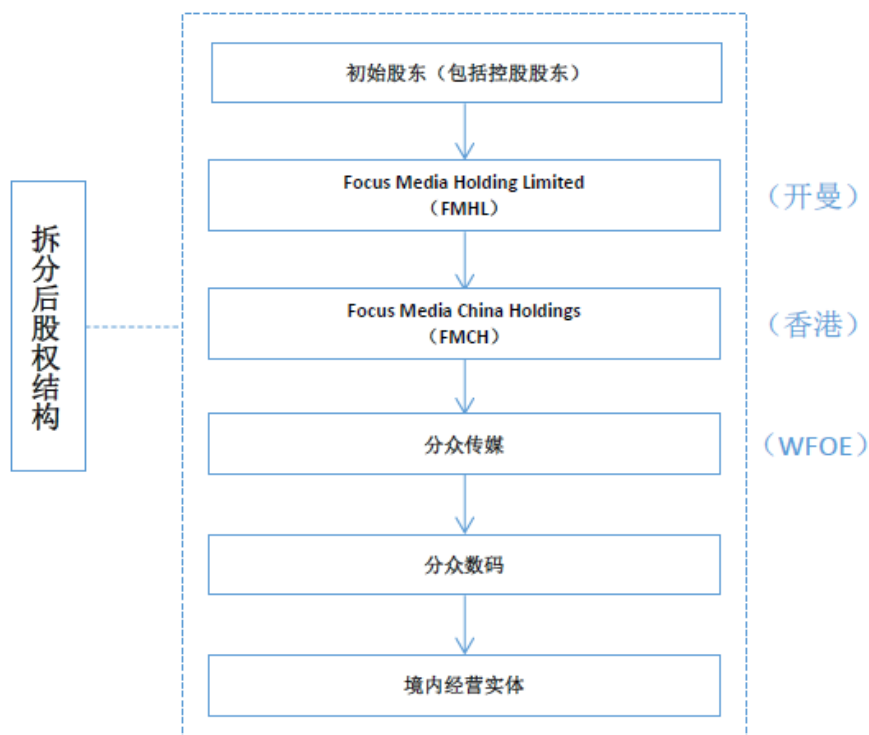 初始股东（包括控股股东）
Focus Media Holding Limited
（FMHL）
（开曼）
Focus Media China Holdings
（FMCH）
（香港）
拆分后股权结构
分众传媒
（WFOE）
分众数码
境内经营实体